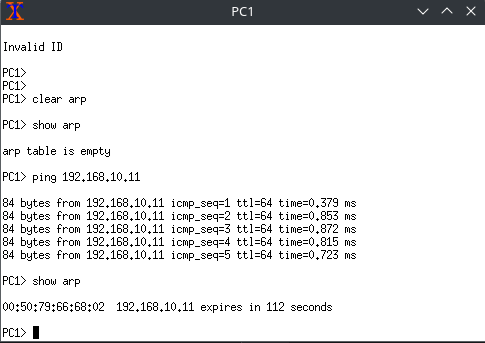 PC1
Invalid ID
PC1>
PC1>
PC1> clear arp
PC1> show arp
arp table is empty
PC1> ping 192.168.10.11
84 bytes from 192.168.10.11 icmp_seq=1 ttl=64 time=0.379 ms
84 bytes from 192.168.10.11 icmp_seq=2 ttl=64 time=0.853 ms
84 bytes from 192.168.10.11 icmp_seq=3 ttl=64 time=0.872 ms
84 bytes from 192.168.10.11 icmp_seq=4 ttl=64 time=0.815 ms
84 bytes from 192.168.10.11 icmp_seq=5 ttl=64 time=0.723 ms
PC1> show arp
00:50:79:66:68:02  192.168.10.11 expires in 112 seconds
PC1>